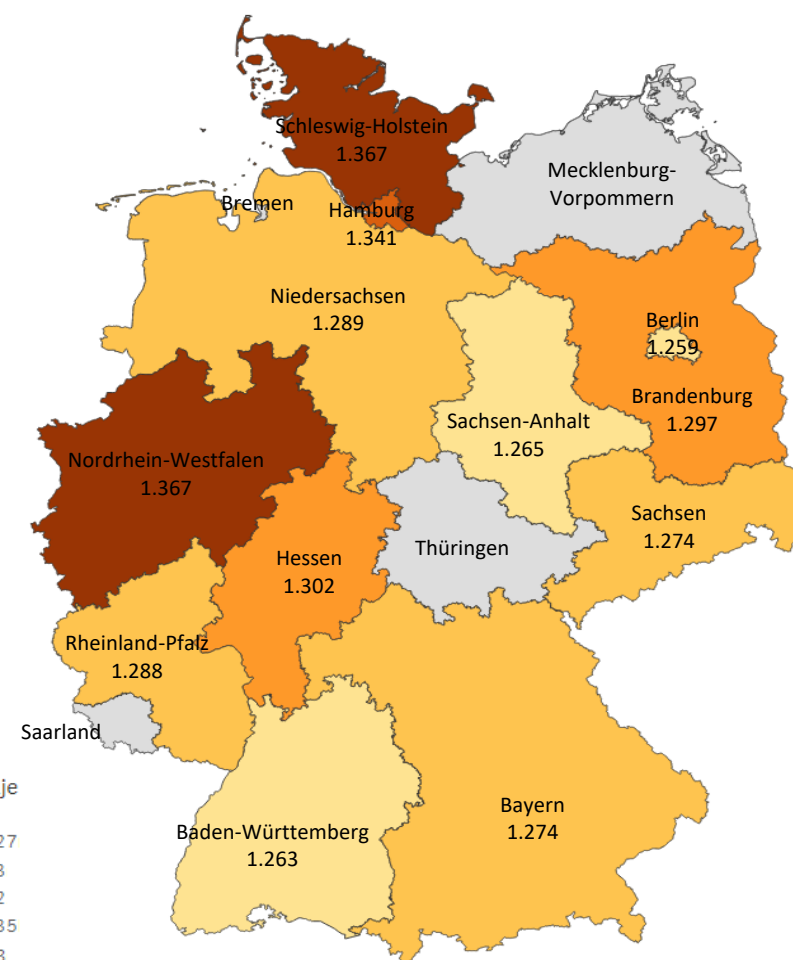 Schleswig-Holstein
1.367
Mecklenburg-
Vorpommern
Bremen
Hamburg
1.341
Niedersachsen
1.289
Berlin
1.259
Brandenburg
1.297
Sachsen-Anhalt
1.265
Nordrhein-Westfalen
1.367
Sachsen
1.274
Thüringen
Hessen
1.302
Rheinland-Pfalz
1.288
Saarland
je
Bayern
1.274
Baden-Württemberg
1.263